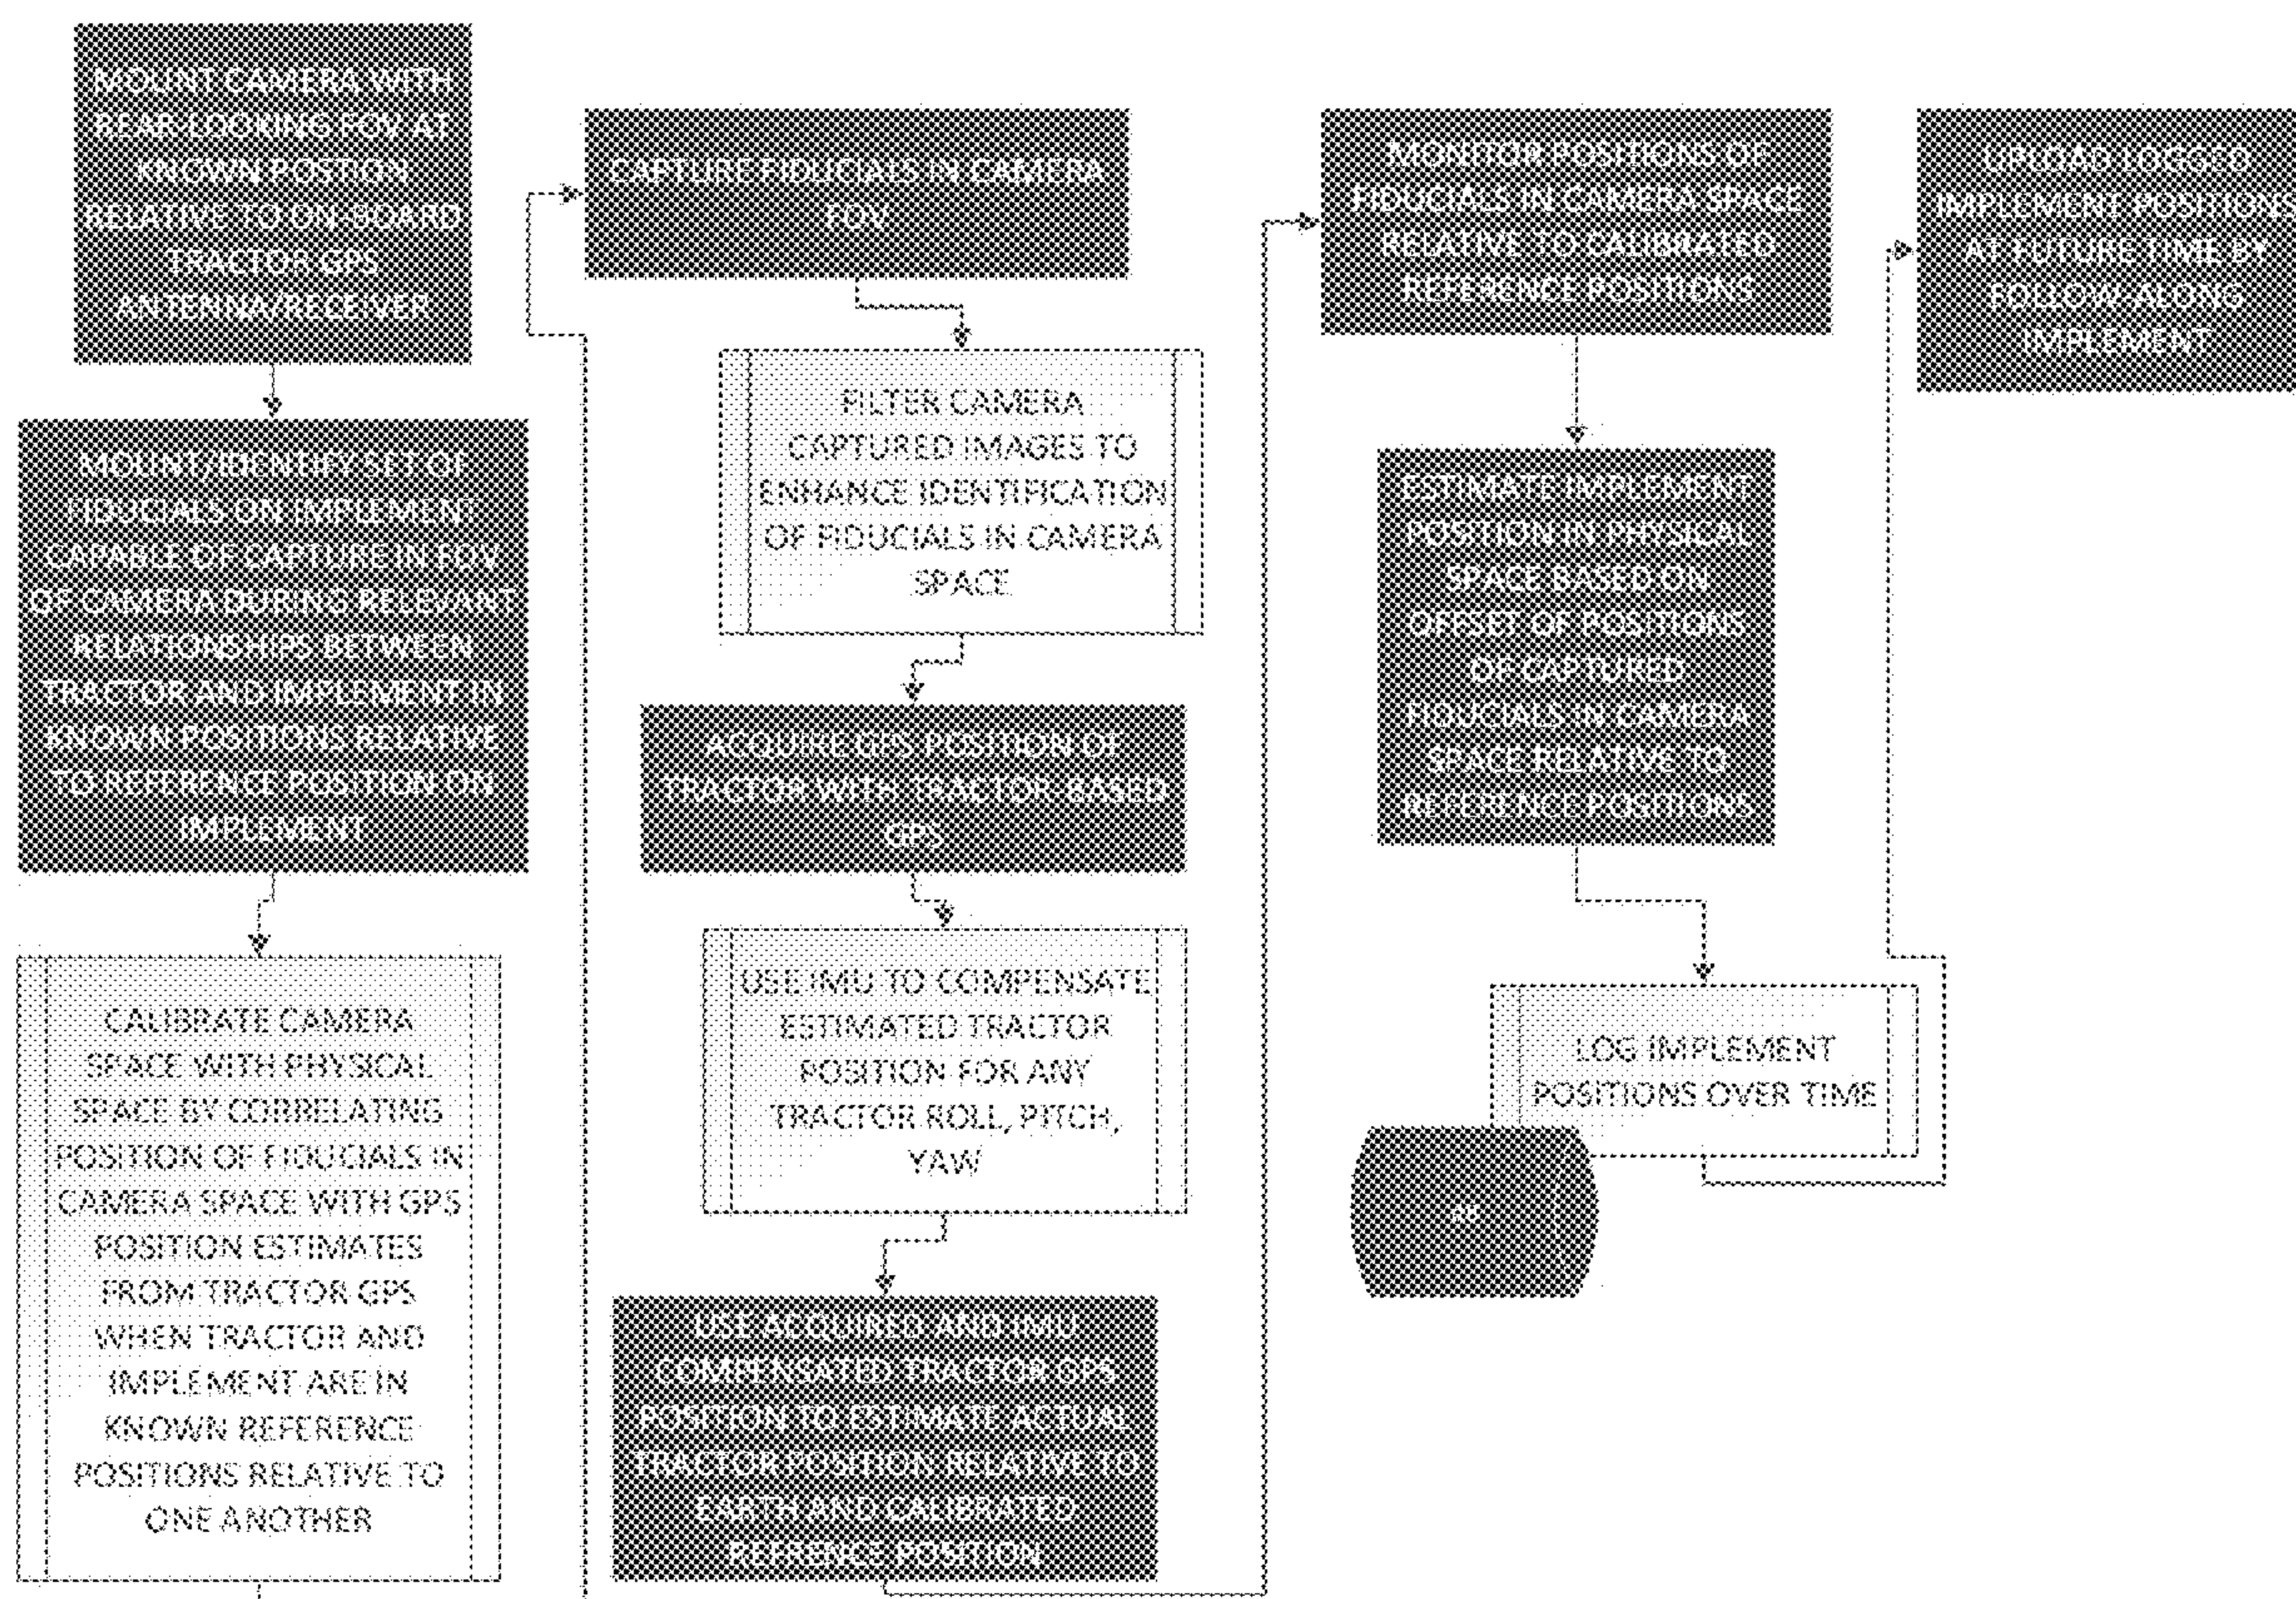 MOUNT CAMERA WITH
REAR LOOKING FOV AT
KNOWN POSTION
RELATIVE TO ON-BOARD
TRACTOR GPS
ANTENNA/RECEIVER
MOUNT/IDENTIFY SET OF
FIDUCIALS ON IMPLEMENT
CAPABLE OF CAPTURE IN FOV
OF CAMERA DURING RELEVANT
RELATIONSHIPS BETWEEN
TRACTOR AND IMPLEMENT IN
KNOWN POSITIONS RELATIVE
TO REFERENCE POSITION ON
IMPLEMENT
CALIBRATE CAMERA
SPACE WITH PHYSICAL
SPACE BY CORRELATING
POSITION OF FIDUCIALS IN
CAMERA SPACE WITH GPS
POSITION ESTIMATES
FROM TRACTOR GPS
WHEN TRACTOR AND
IMPLEMENT ARE IN
KNOWN REFERENCE
POSITIONS RELATIVE TO
ONE ANOTHER
CAPTURE FIDUCIALS IN CAMERA
FOV
FILTER CAMERA
CAPTURED IMAGES TO
ENHANCE IDENTIFICATION
OF FIDUCIALS IN CAMERA
SPACE
ACQUIRE GPS POSITION OF
TRACTOR WITH TRACTOR-BASED
GPS
USE IMU TO COMPENSATE
ESTIMATED TRACTOR
POSITION FOR ANY
TRACTOR ROLL, PITCH,
YAW
USE ACQUIRED AND IMU
COMPENSATED TRACTOR GPS
POSITION TO ESTIMATE ACTUAL
TRACTOR POSITION RELATIVE TO
EARTH AND CALIBRATED
REFRENCE POSITION
MONITOR POSITIONS OF
FIDUCIALS IN CAMERA SPACE
RELATIVE TO CALIBRATED
REFERENCE POSITIONS
ESTIMATE IMPLEMENT
POSITION IN PHYSICAL
SPACE BASED ON
OFFSET OF POSITIONS
OF CAPTURED
FIDUCIALS IN CAMERA
SPACE RELATIVE TO
REFERENCE POSITIONS
LOG IMPLEMENT
POSITIONS OVER TIME
UPLOAD LOGGED
IMPLEMENT POSITIONS
AT FUTURE TIME BY
FOLLOW-ALONG
IMPLEMENT